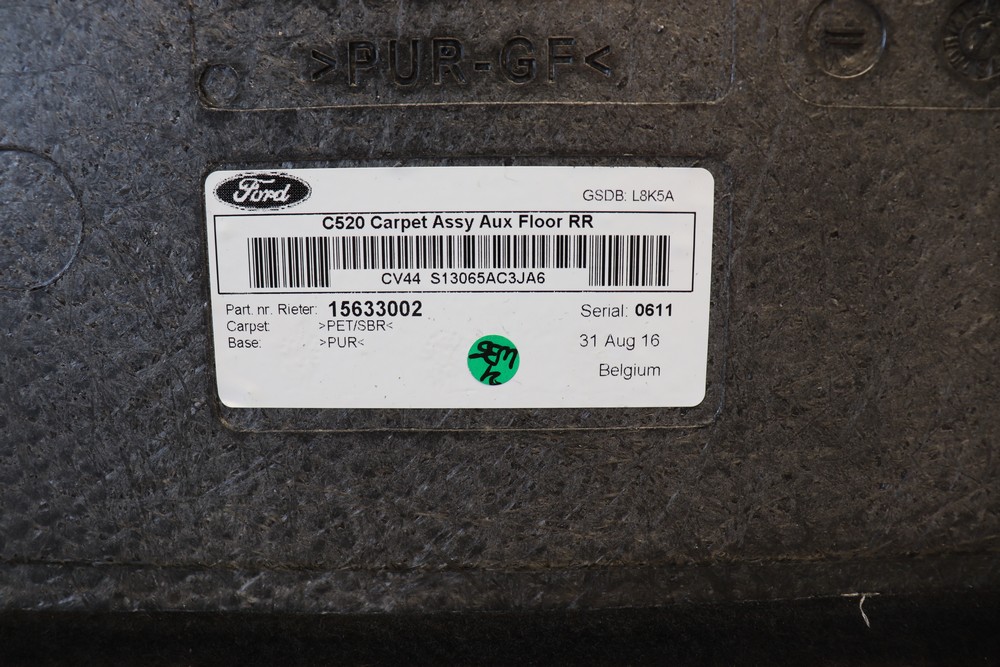 >PUR-GF<
Ford
GSDB: L8K5A
C520 Carpet Assy Aux Floor RR
CV44 S13065AC3JA6
Part. nr. Rieter: 15633002
Serial: 0611
Carpet: >PET/SBR<
Base: >PUR<
31 Aug 16
Belgium